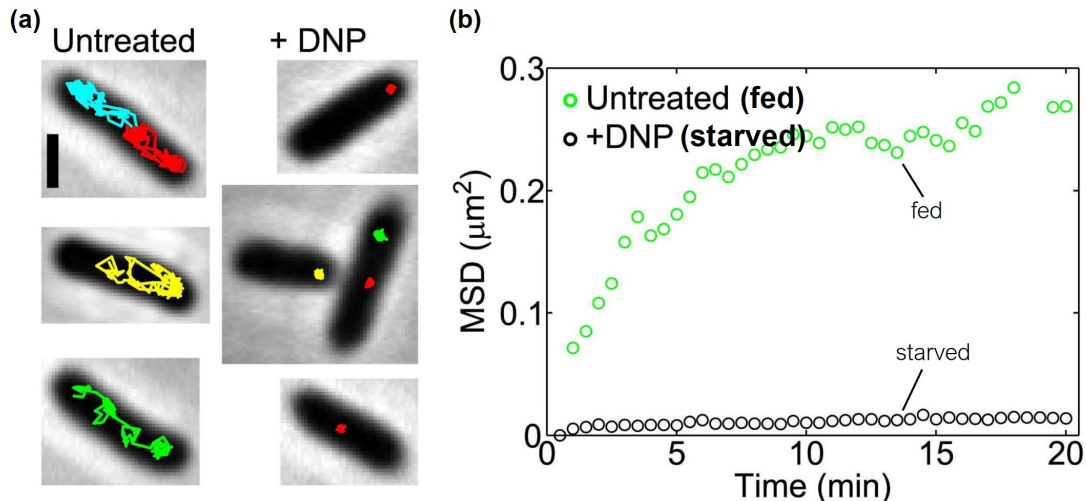 (a)
Untreated
+ DNP
(b)
0.3
0.2
0.1
0
MSD (μm²)
Untreated (fed)
+DNP (starved)
fed
starved
0
5
10
15
20
Time (min)